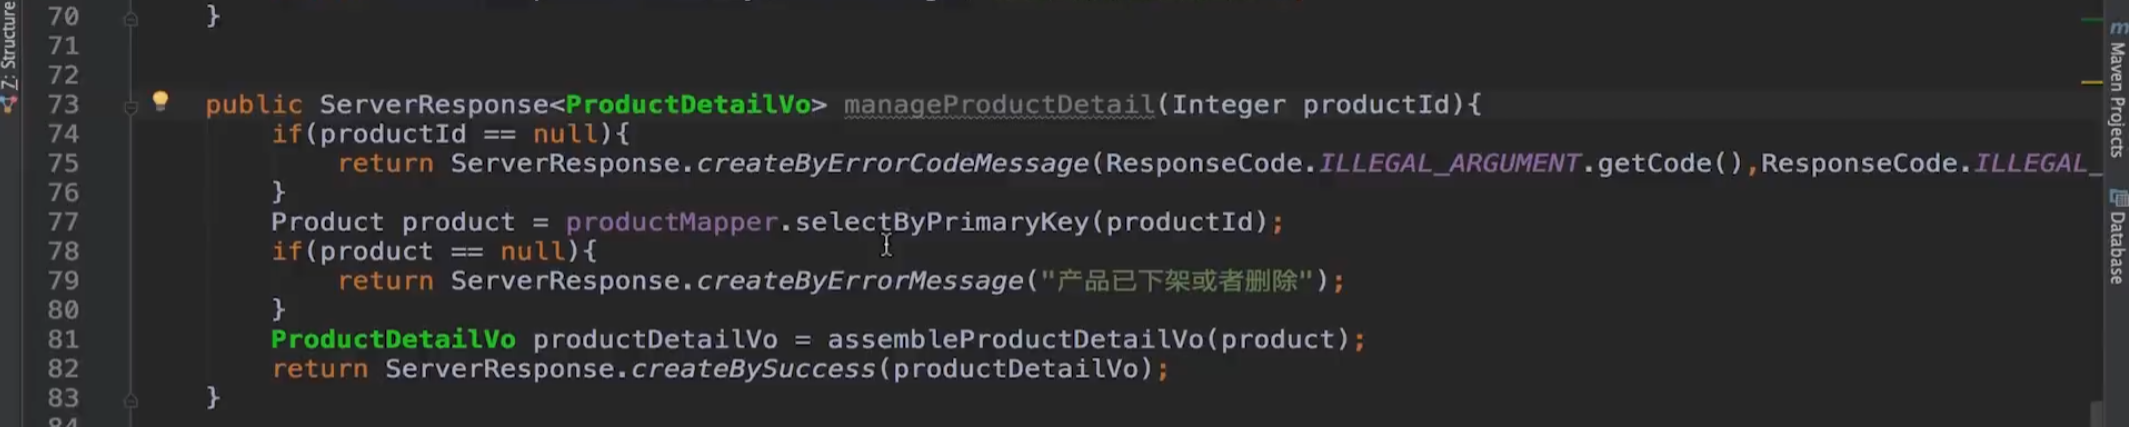 70 }
71
72
73 public ServerResponse<ProductDetailVo> manageProductDetail(Integer productId){
74 if(productId == null){
75 return ServerResponse.createByErrorCodeMessage(ResponseCode.ILLEGAL_ARGUMENT.getCode(),ResponseCode.ILLEGAL_
76 }
77 Product product = productMapper.selectByPrimaryKey(productId);
78 if(product == null){
79 return ServerResponse.createByErrorMessage("产品已下架或者删除");
80 }
81 ProductDetailVo productDetailVo = assembleProductDetailVo(product);
82 return ServerResponse.createBySuccess(productDetailVo);
83 }
84
Z: Structure
m Maven Projects
Database